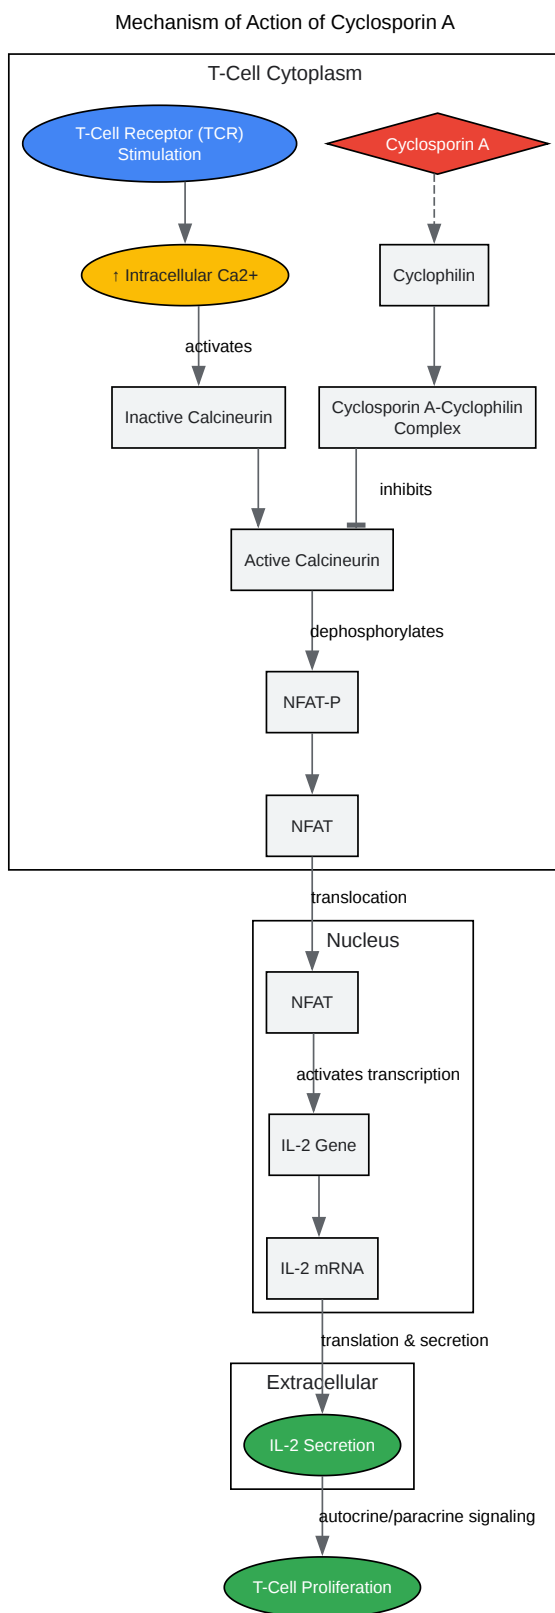 Mechanism of Action of Cyclosporin A
T-Cell Cytoplasm
T-Cell Receptor (TCR)
Stimulation
Cyclosporin A
↑ Intracellular Ca2+
Cyclophilin
activates
Inactive Calcineurin
Cyclosporin A-Cyclophilin
Complex
inhibits
Active Calcineurin
dephosphorylates
NFAT-P
NFAT
translocation
Nucleus
NFAT
activates transcription
IL-2 Gene
IL-2 mRNA
translation & secretion
Extracellular
IL-2 Secretion
autocrine/paracrine signaling
T-Cell Proliferation